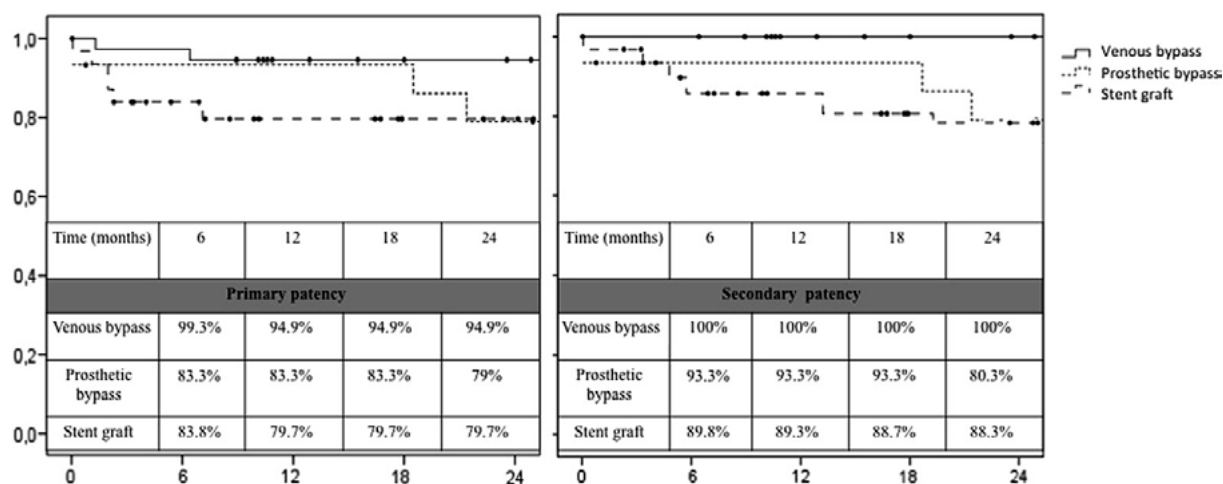 1,0
0,8
0,6
0,4
0,2
0,0
Time (months) 6 12 18 24
Primary patency
Venous bypass 99.3% 94.9% 94.9% 94.9%
Prosthetic bypass 83.3% 83.3% 83.3% 79%
Stent graft 83.8% 79.7% 79.7% 79.7%
0 6 12 18 24
Time (months) 6 12 18 24
Secondary patency
Venous bypass 100% 100% 100% 100%
Prosthetic bypass 93.3% 93.3% 93.3% 80.3%
Stent graft 89.8% 89.3% 88.7% 88.3%
0 6 12 18 24
Venous bypass
Prosthetic bypass
Stent graft